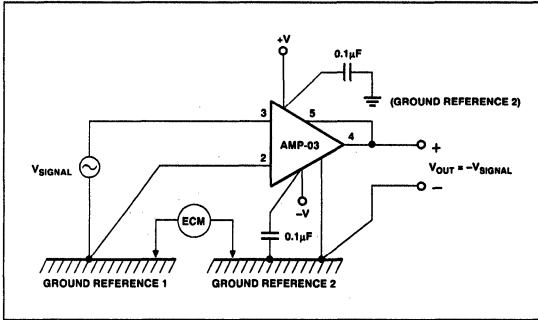 +V
0.1µF
(GROUND REFERENCE 2)
3
5
4
AMP-03
+
2
VSIGNAL
VOUT = –VSIGNAL
–
–V
ECM
0.1µF
GROUND REFERENCE 1
GROUND REFERENCE 2